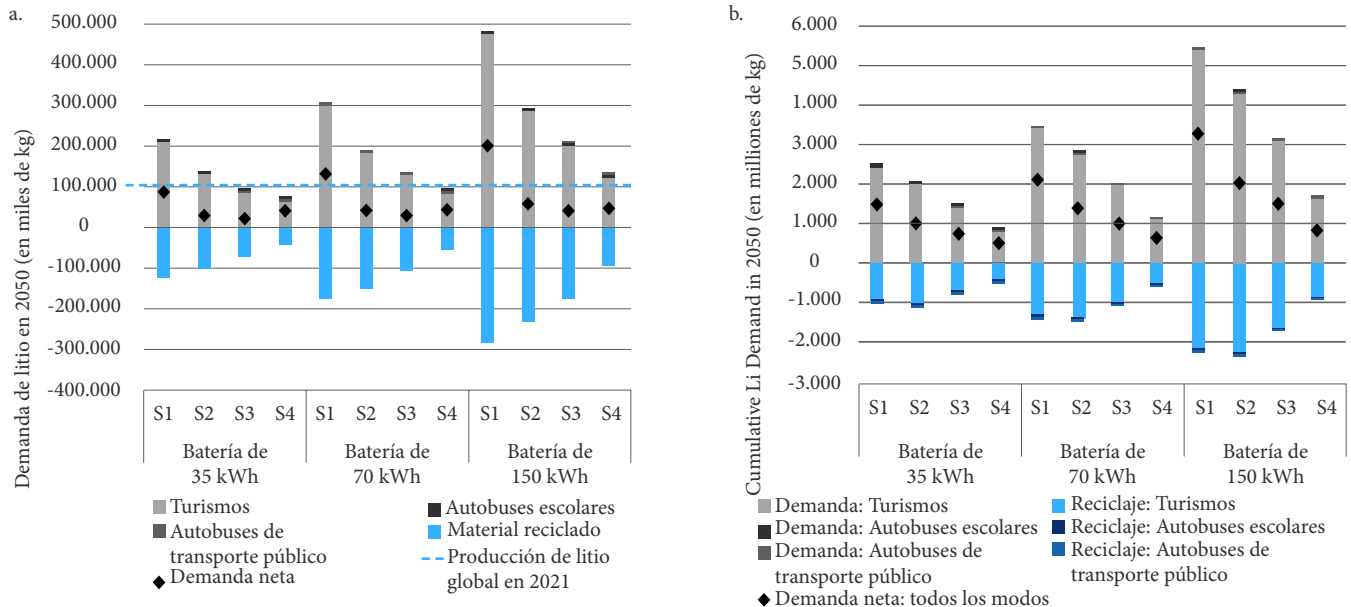 a.
Demanda de litio en 2050 (en miles de kg)
500.000
400.000
300.000
200.000
100.000
0
-100.000
-200.000
-300.000
-400.000
S1 S2 S3 S4 S1 S2 S3 S4 S1 S2 S3 S4
Batería de
35 kWh
Batería de
70 kWh
Batería de
150 kWh
Turismos
Autobuses de
transporte público
Demanda neta
Autobuses escolares
Material reciclado
Producción de litio
global en 2021
b.
Cumulative Li Demand in 2050 (en millones de kg)
6.000
5.000
1.000
3.000
2.000
1.000
0
-1.000
-2.000
-3.000
S1 S2 S3 S4 S1 S2 S3 S4 S1 S2 S3 S4
Batería de
35 kWh
Batería de
70 kWh
Batería de
150 kWh
Demanda: Turismos
Demanda: Autobuses escolares
Demanda: Autobuses de
transporte público
Demanda neta: todos los modos
Reciclaje: Turismos
Reciclaje: Autobuses escolares
Reciclaje: Autobuses de
transporte público